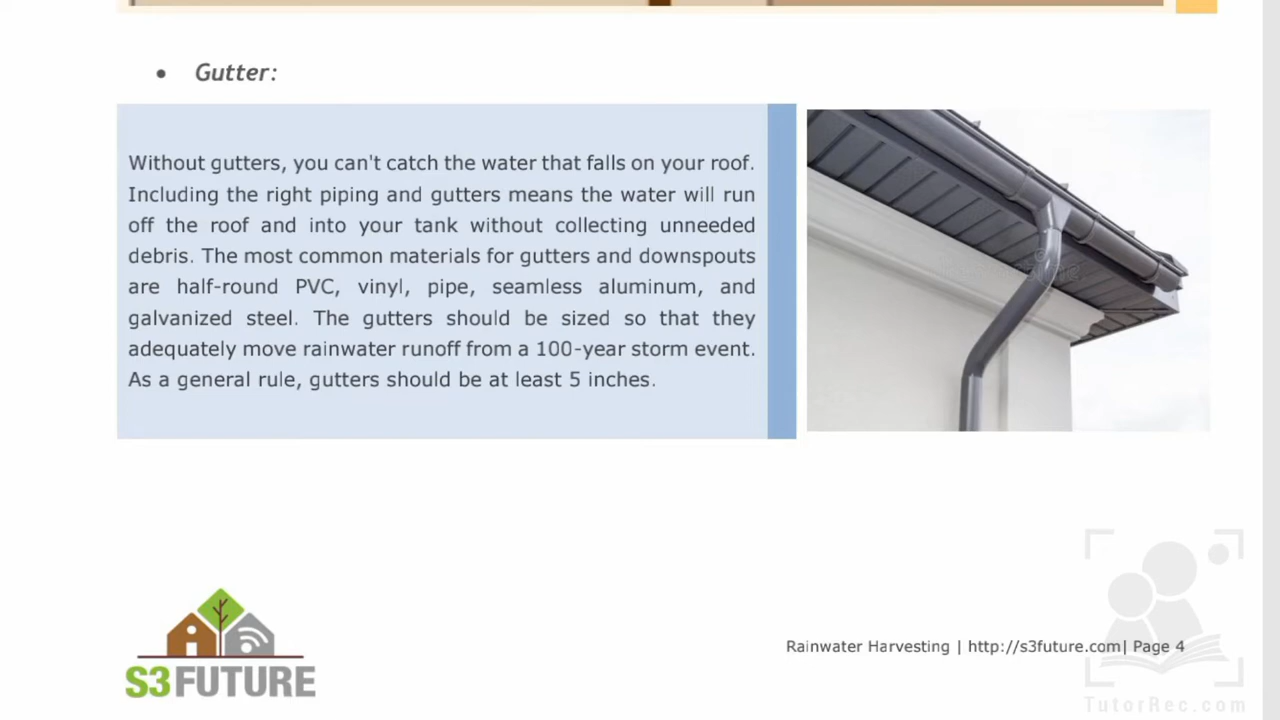 • Gutter:
Without gutters, you can't catch the water that falls on your roof.
Including the right piping and gutters means the water will run
off the roof and into your tank without collecting unneeded
debris. The most common materials for gutters and downspouts
are half-round PVC, vinyl, pipe, seamless aluminum, and
galvanized steel. The gutters should be sized so that they
adequately move rainwater runoff from a 100-year storm event.
As a general rule, gutters should be at least 5 inches.
S3 FUTURE
Rainwater Harvesting | http://s3future.com| Page 4
TutorRec.com